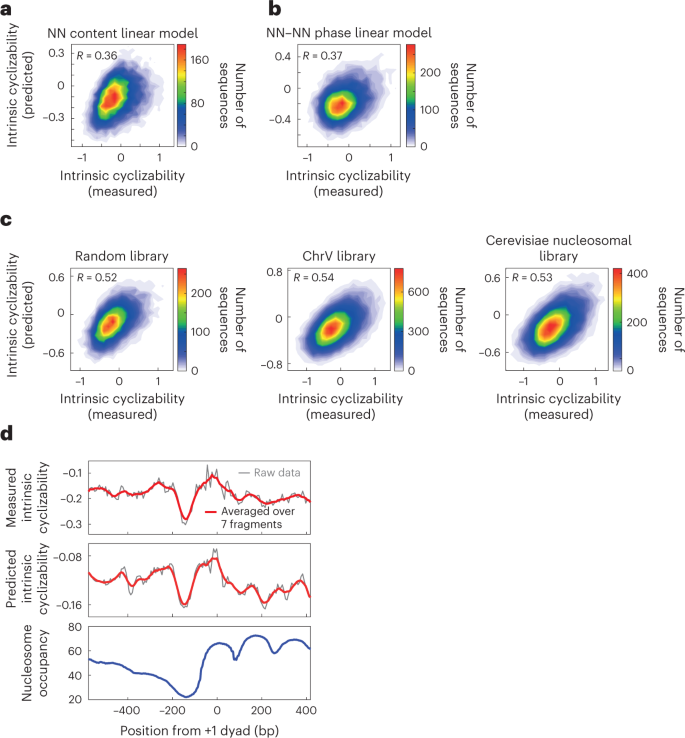 a
NN content linear model
R = 0.36
0.3
0
−0.3
−1
0
1
190
160
80
0
Intrinsic cyclizability
(predicted)
Intrinsic cyclizability
(measured)
Number of
sequences
b
NN–NN phase linear model
R = 0.37
0.4
0
−0.4
−1
0
1
200
100
0
Intrinsic cyclizability
(measured)
Number of
sequences
c
Random library
R = 0.52
0.6
0
−0.6
−1
0
1
200
100
0
Intrinsic cyclizability
(predicted)
Intrinsic cyclizability
(measured)
Number of
sequences
ChrV library
R = 0.54
0.8
0
−0.8
−1
0
1
600
300
0
Intrinsic cyclizability
(measured)
Number of
sequences
Cerevisiae nucleosomal
library
R = 0.53
0.6
0
−0.6
−1
0
1
400
200
0
Intrinsic cyclizability
(measured)
Number of
sequences
d
Measured
intrinsic
cyclizability
−0.1
−0.2
−0.3
Raw data
Averaged over
7 fragments
Predicted
intrinsic
cyclizability
−0.08
−0.16
Nucleosome
occupancy
80
60
40
20
−400
−200
0
200
400
Position from +1 dyad (bp)